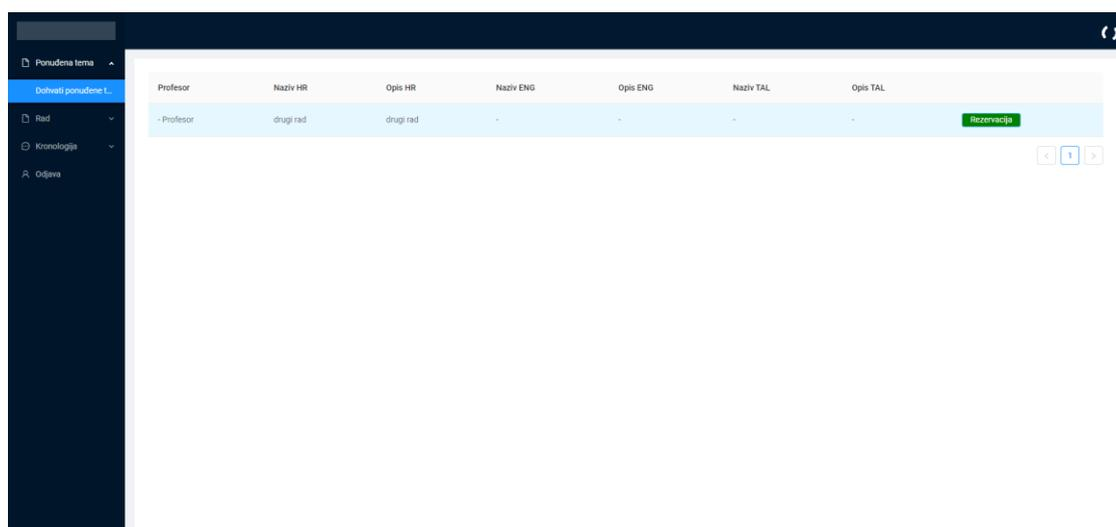 Ponuđena tema
Dohvati ponuđene t...
Rad
Kronologija
Odjava
Profesor Naziv HR Opis HR Naziv ENG Opis ENG Naziv TAL Opis TAL
- Profesor drugi rad drugi rad - - - - Rezervacija
< 1 >